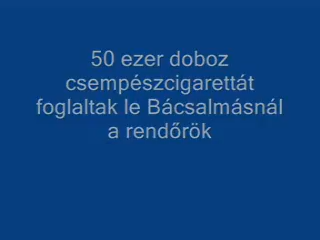 50 ezer doboz
csempészcigarettát
foglaltak le Bácsalmásnál
a rendőrök